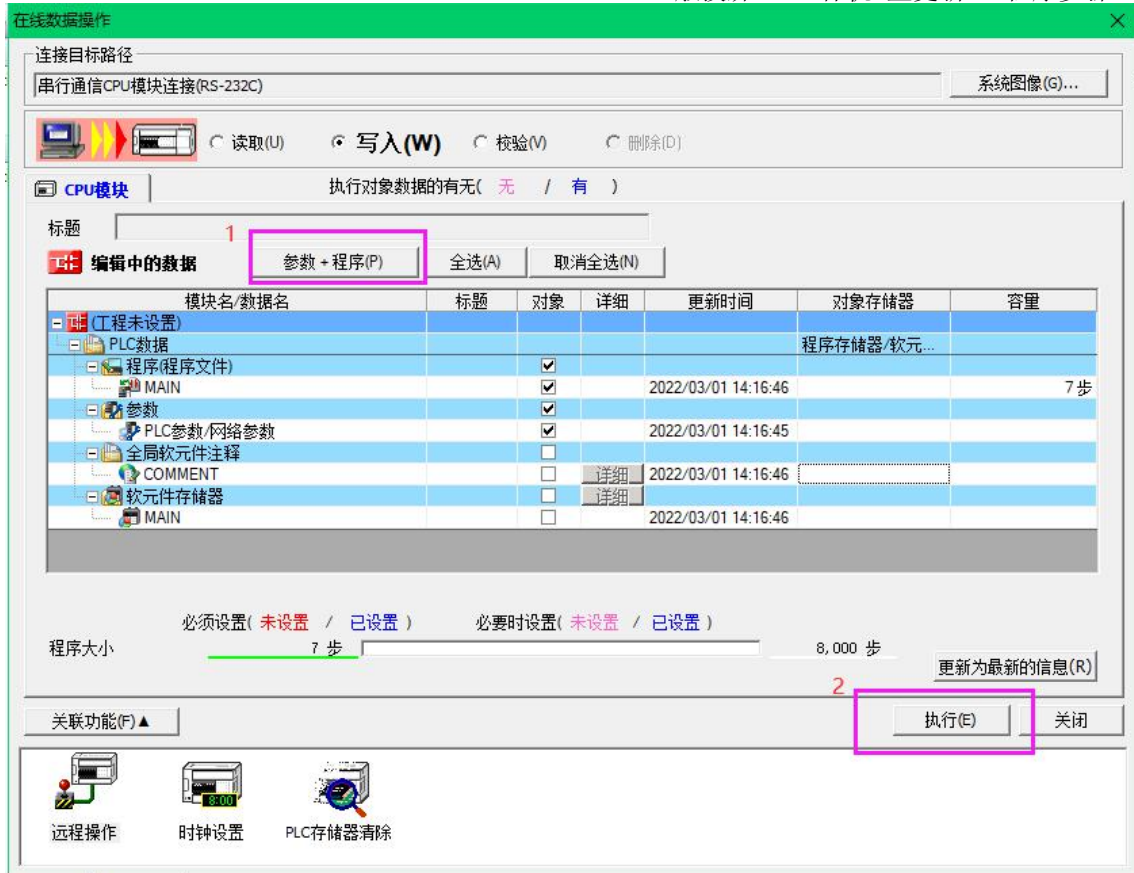 在线数据操作
连接目标路径
串行通信CPU模块连接(RS-232C)
系统图像(G)...
读取(U) 写入(W) 校验(V) 删除(D)
CPU模块 执行对象数据的有无( 无 / 有 )
标题
1
编辑中的数据 参数+程序(P) 全选(A) 取消全选(N)
模块名/数据名 标题 对象 详细 更新时间 对象存储器 容量
(工程未设置)
PLC数据 程序存储器/软元...
程序(程序文件)
MAIN 2022/03/01 14:16:46 7步
参数
PLC参数/网络参数 2022/03/01 14:16:45
全局软元件注释
COMMENT 详细 2022/03/01 14:16:46
软元件存储器 详细
MAIN 2022/03/01 14:16:46
必须设置( 未设置 / 已设置 ) 必要时设置( 未设置 / 已设置 )
程序大小 7 步 8,000 步
更新为最新的信息(R)
2
关联功能(F)▲ 执行(E) 关闭
8:00
远程操作 时钟设置 PLC存储器清除